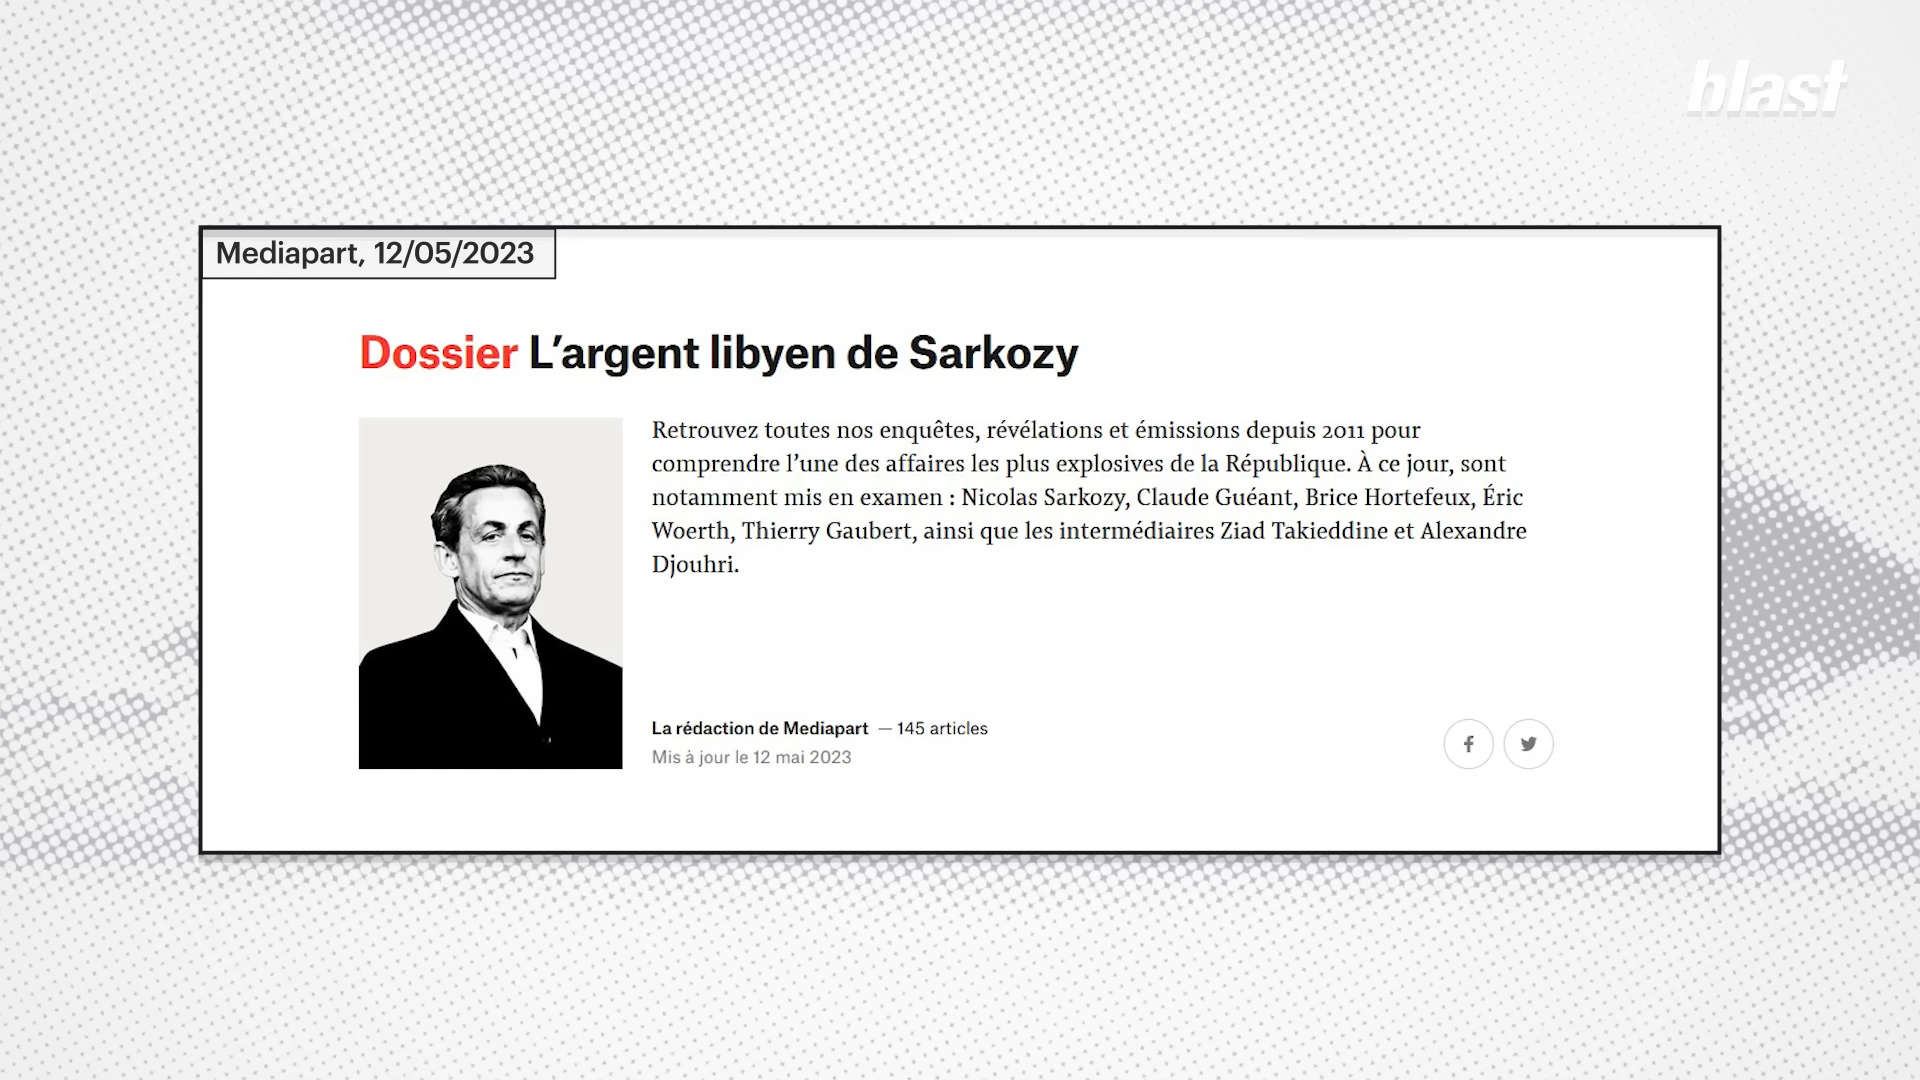 blast
Mediapart, 12/05/2023
Dossier L’argent libyen de Sarkozy
Retrouvez toutes nos enquêtes, révélations et émissions depuis 2011 pour
comprendre l’une des affaires les plus explosives de la République. À ce jour, sont
notamment mis en examen : Nicolas Sarkozy, Claude Guéant, Brice Hortefeux, Éric
Woerth, Thierry Gaubert, ainsi que les intermédiaires Ziad Takieddine et Alexandre
Djouhri.
La rédaction de Mediapart — 145 articles
Mis à jour le 12 mai 2023